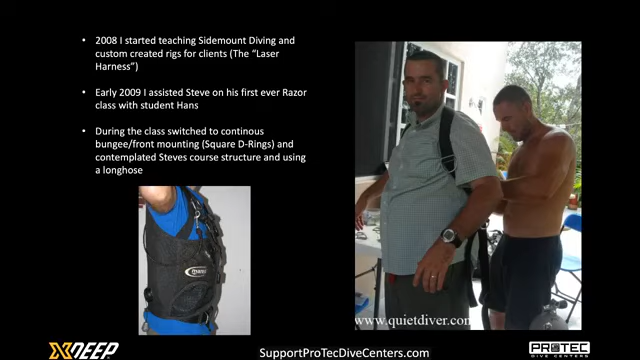 2008 I started teaching Sidemount Diving and
custom created rigs for clients (The “Laser
Harness”)
Early 2009 I assisted Steve on his first ever Razor
class with student Hans
During the class switched to continous
bungee/front mounting (Square D-Rings) and
contemplated Steves course structure and using
a longhose
mares
www.quietdiver.com
XDEEP
SupportProTecDiveCenters.com
PROTEC
DIVE CENTERS